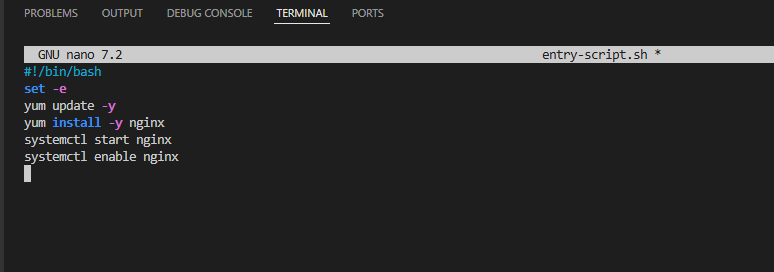 PROBLEMS OUTPUT DEBUG CONSOLE TERMINAL PORTS
GNU nano 7.2 entry-script.sh *
#!/bin/bash
set -e
yum update -y
yum install -y nginx
systemctl start nginx
systemctl enable nginx